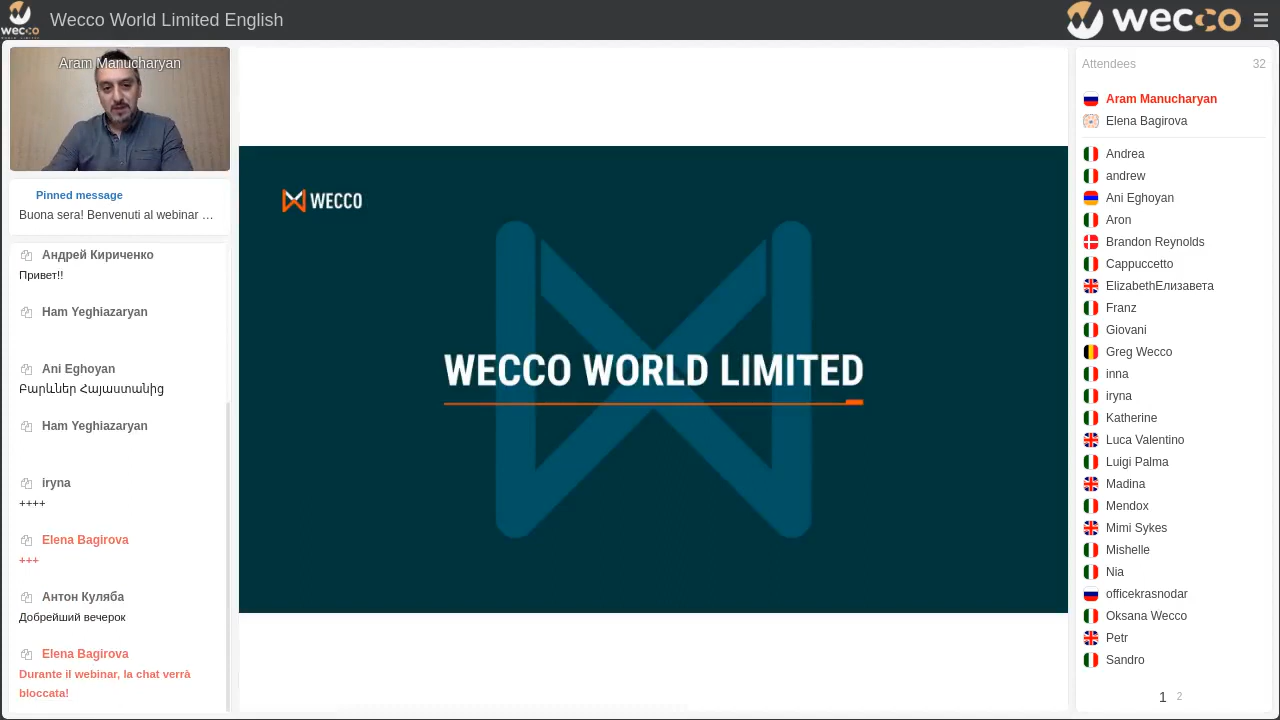 wecco
Wecco World Limited English
wecco
Aram Manucharyan
Pinned message
Buona sera! Benvenuti al webinar …
Андрей Кириченко
Привет!!
Ham Yeghiazaryan
Ani Eghoyan
Բարևներ Հայաստանից
Ham Yeghiazaryan
iryna
++++
Elena Bagirova
+++
Антон Куляба
Добрейший вечерок
Elena Bagirova
Durante il webinar, la chat verrà
bloccata!
WECCO
WECCO WORLD LIMITED
Attendees 32
Aram Manucharyan
Elena Bagirova
Andrea
andrew
Ani Eghoyan
Aron
Brandon Reynolds
Cappuccetto
ElizabethЕлизавета
Franz
Giovani
Greg Wecco
inna
iryna
Katherine
Luca Valentino
Luigi Palma
Madina
Mendox
Mimi Sykes
Mishelle
Nia
officekrasnodar
Oksana Wecco
Petr
Sandro
1 2